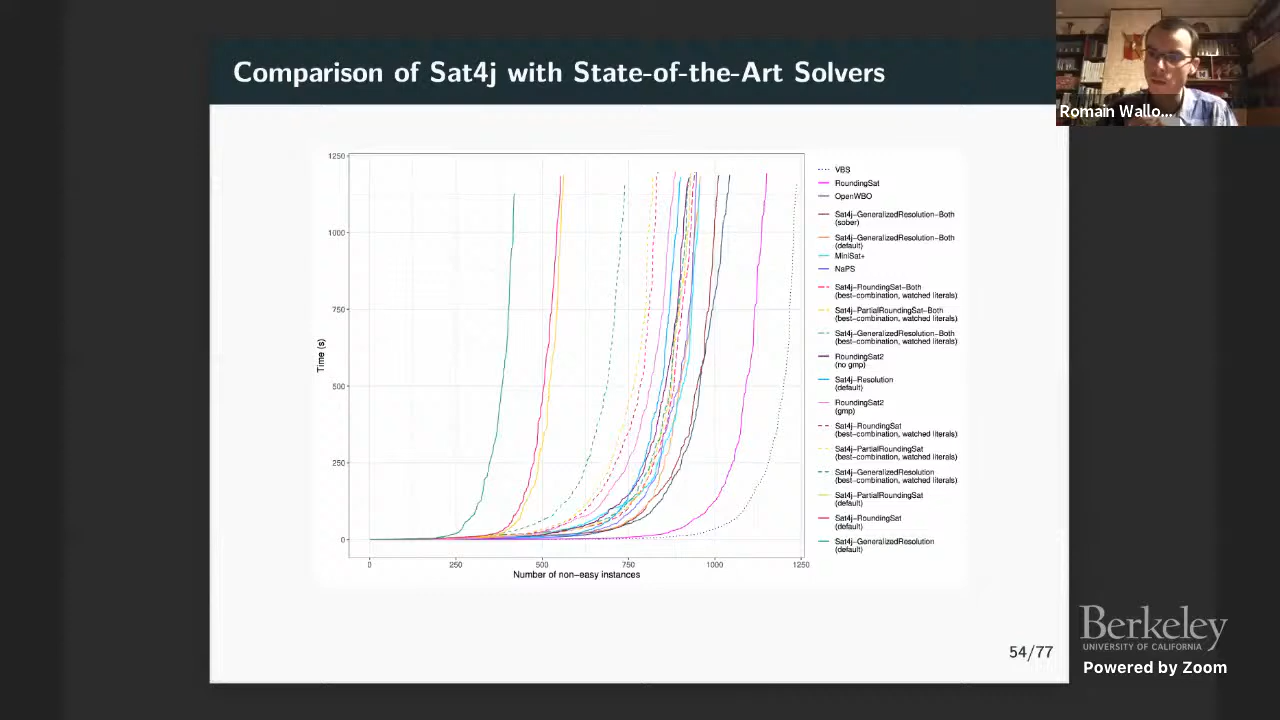 Comparison of Sat4j with State-of-the-Art Solvers
Romain Wallo...
1250
1000
750
500
250
0
Time (s)
0
250
500
750
1000
1250
Number of non-easy instances
VBS
RoundingSat
OpenWBO
Sat4j-GeneralizedResolution-Both
(sober)
Sat4j-GeneralizedResolution-Both
(default)
MiniSat+
NaPS
Sat4j-RoundingSat-Both
(best-combination, watched literals)
Sat4j-PartialRoundingSat-Both
(best-combination, watched literals)
Sat4j-GeneralizedResolution-Both
(best-combination, watched literals)
RoundingSat2
(no gmp)
Sat4j-Resolution
(default)
RoundingSat2
(gmp)
Sat4j-RoundingSat
(best-combination, watched literals)
Sat4j-PartialRoundingSat
(best-combination, watched literals)
Sat4j-GeneralizedResolution
(best-combination, watched literals)
Sat4j-PartialRoundingSat
(default)
Sat4j-RoundingSat
(default)
Sat4j-GeneralizedResolution
(default)
54/77
Berkeley
UNIVERSITY OF CALIFORNIA
Powered by Zoom